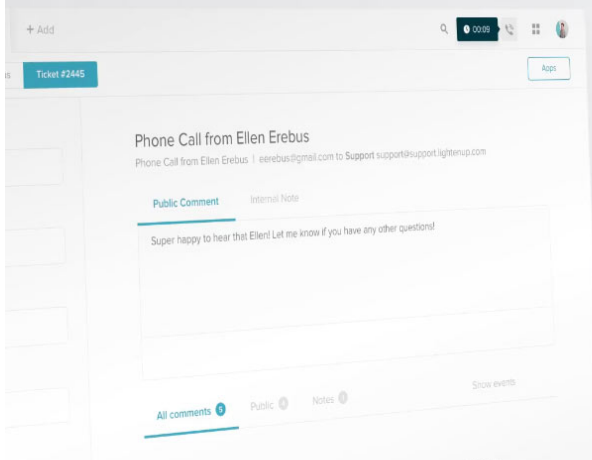 + Add
00:09
Ticket #2445
Apps
Phone Call from Ellen Erebus
Phone Call from Ellen Erebus | eerebus@gmail.com to Support support@support.lightenup.com
Public Comment Internal Note
Super happy to hear that Ellen! Let me know if you have any other questions!
All comments 5 Public Notes Show events